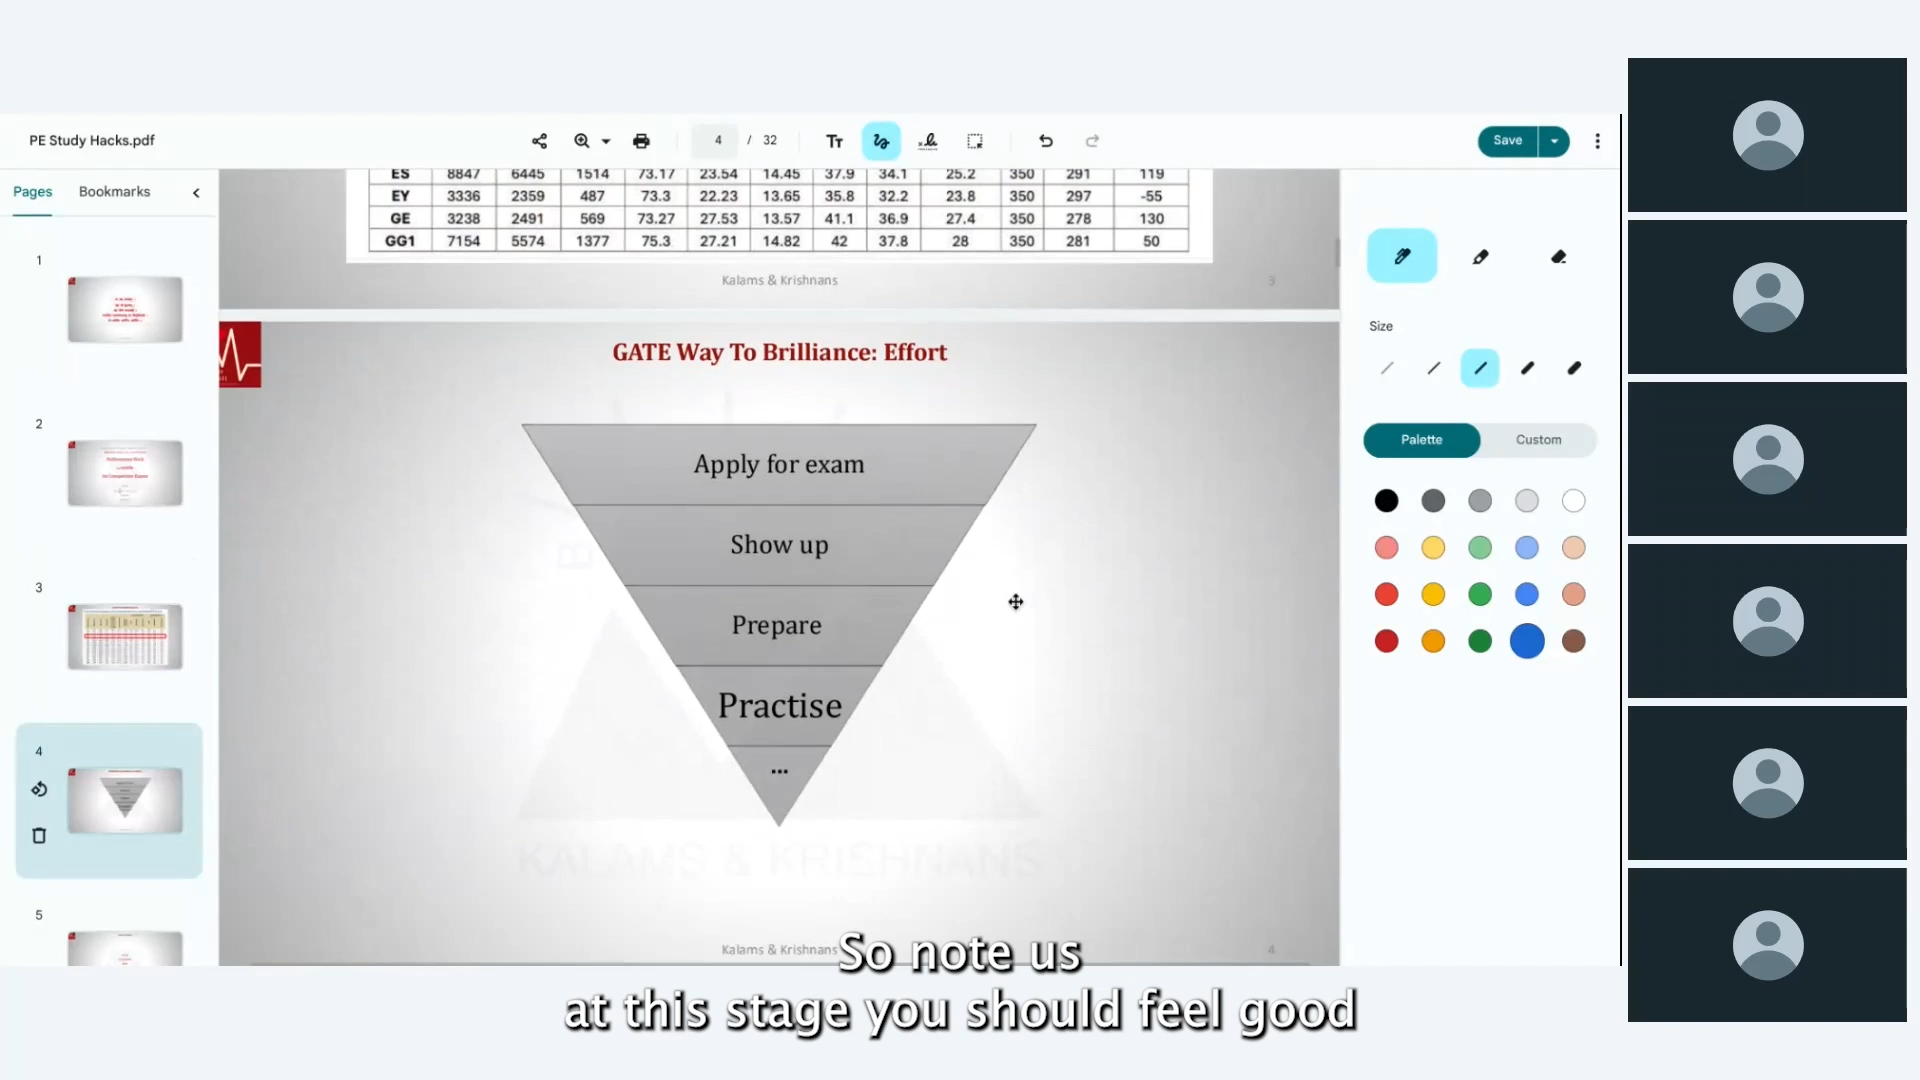 PE Study Hacks.pdf
4 / 32
Tт
Save
Pages Bookmarks
1
2
3
4
5
ES 8847 6445 1514 73.17 23.54 14.45 37.9 34.1 25.2 350 291 119
EY 3336 2359 487 73.3 22.23 13.65 35.8 32.2 23.8 350 297 -55
GE 3238 2491 569 73.27 27.53 13.57 41.1 36.9 27.4 350 278 130
GG1 7154 5574 1377 75.3 27.21 14.82 42 37.8 28 350 281 50
Kalams & Krishnans 3
GATE Way To Brilliance: Effort
Apply for exam
Show up
Prepare
Practise
...
KALAMS & KRISHNANS
Kalams & Krishnans 4
Size
Palette Custom
So note us
at this stage you should feel good